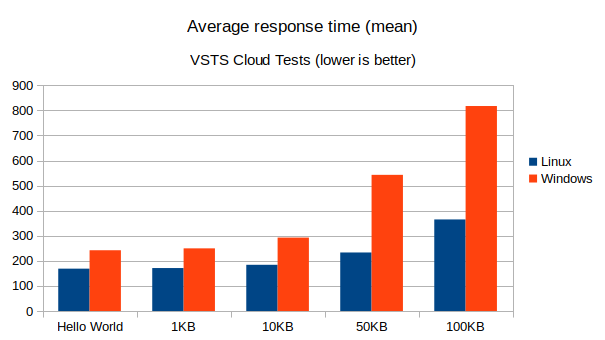 Average response time (mean)
VSTS Cloud Tests (lower is better)
900
800
700
600
500
400
300
200
100
0
Linux
Windows
Hello World 1KB 10KB 50KB 100KB